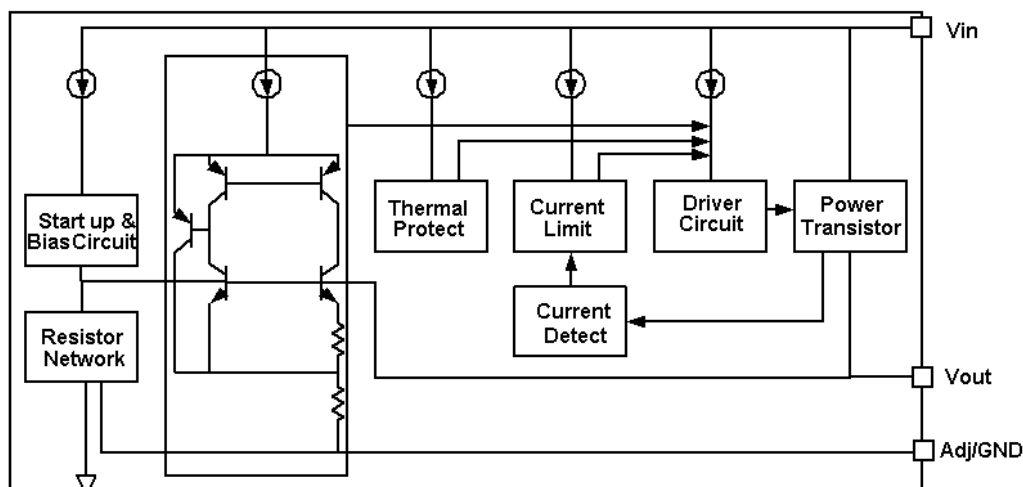 Vin
Start up &
Bias Circuit
Thermal
Protect
Current
Limit
Driver
Circuit
Power
Transistor
Resistor
Network
Current
Detect
Vout
Adj/GND